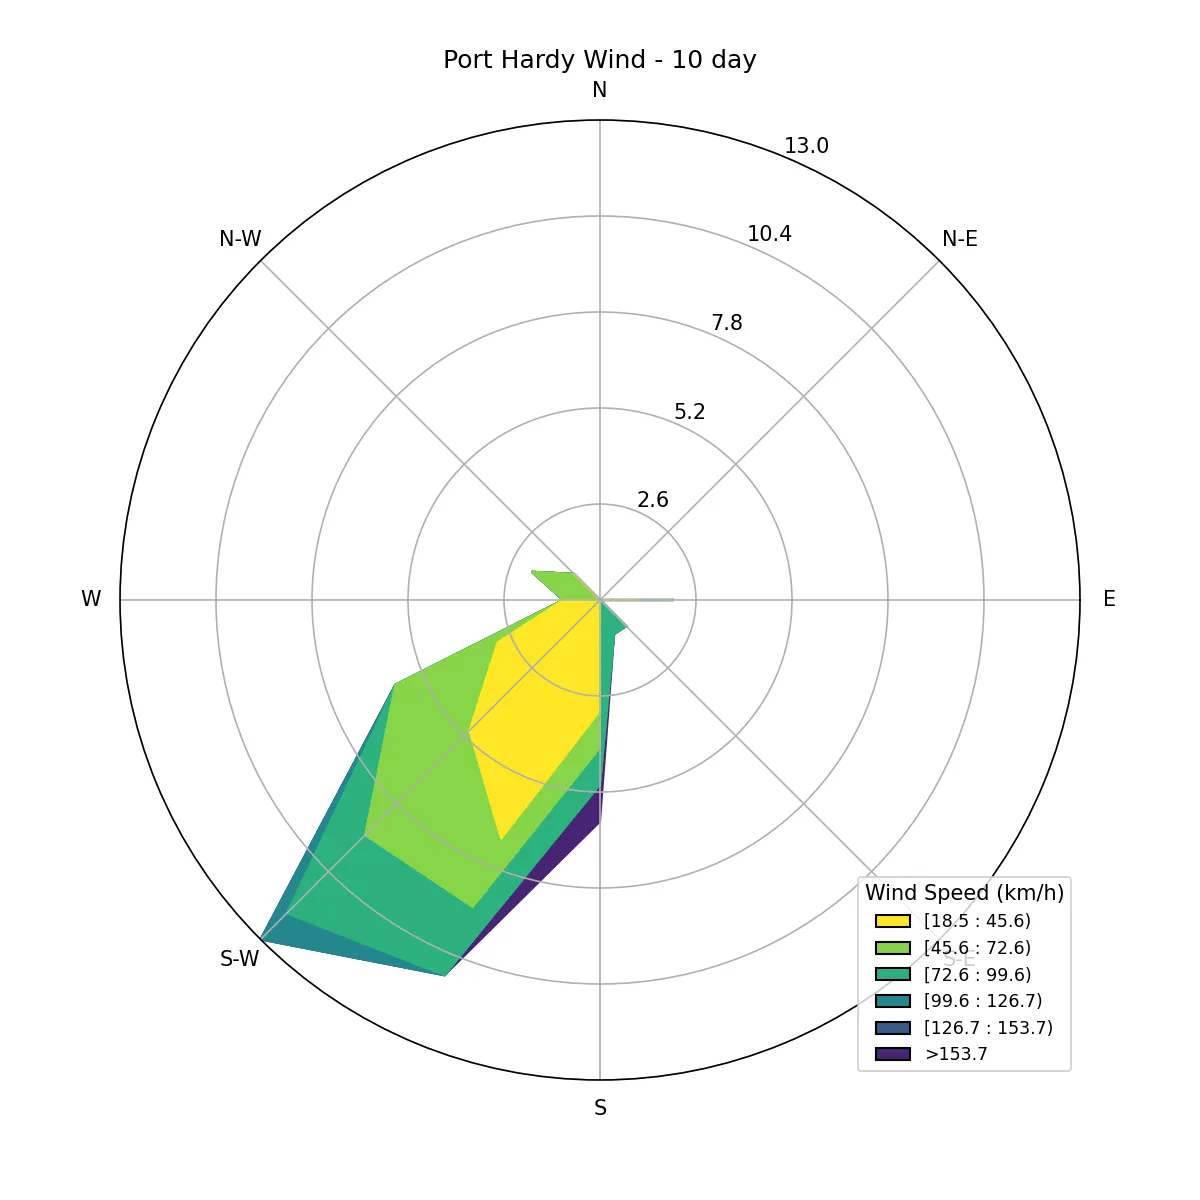 Port Hardy Wind - 10 day
N
13.0
N-W
N-E
10.4
7.8
5.2
2.6
W
E
S-W
S-E
Wind Speed (km/h)
[18.5 : 45.6)
[45.6 : 72.6)
[72.6 : 99.6)
[99.6 : 126.7)
[126.7 : 153.7)
>153.7
S